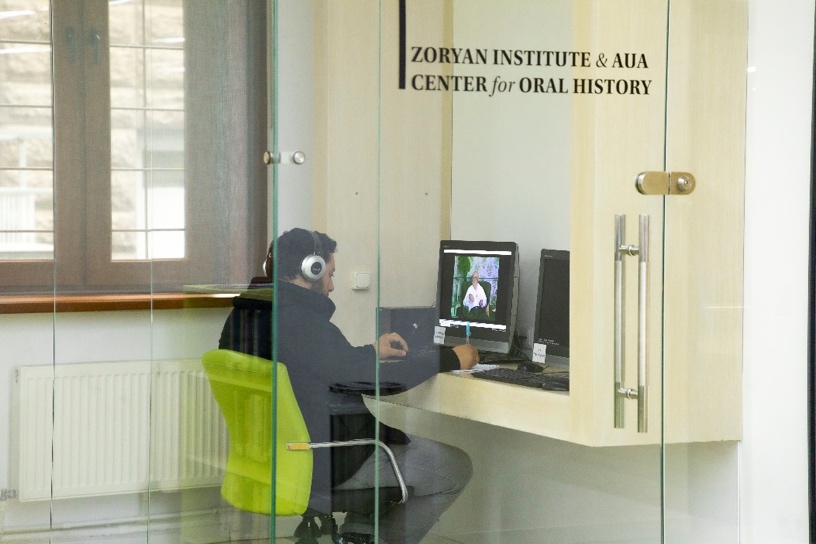 ZORYAN INSTITUTE & AUA
CENTER for ORAL HISTORY